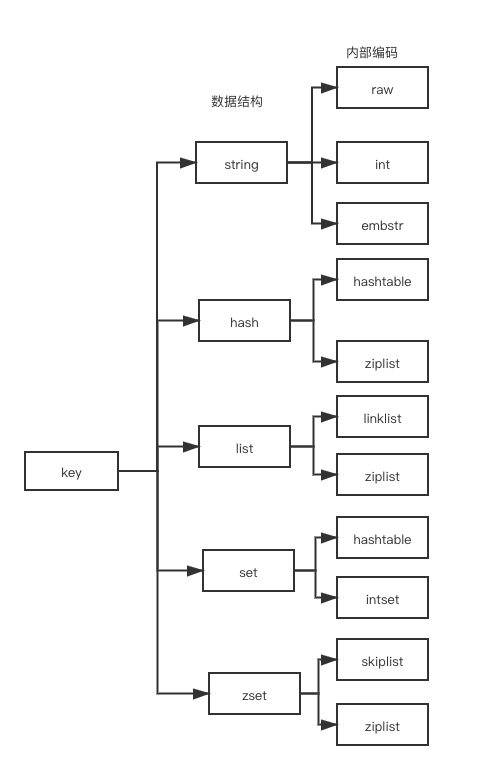 内部编码
数据结构
raw
string
int
embstr
hashtable
hash
ziplist
linklist
list
ziplist
key
hashtable
set
intset
skiplist
zset
ziplist